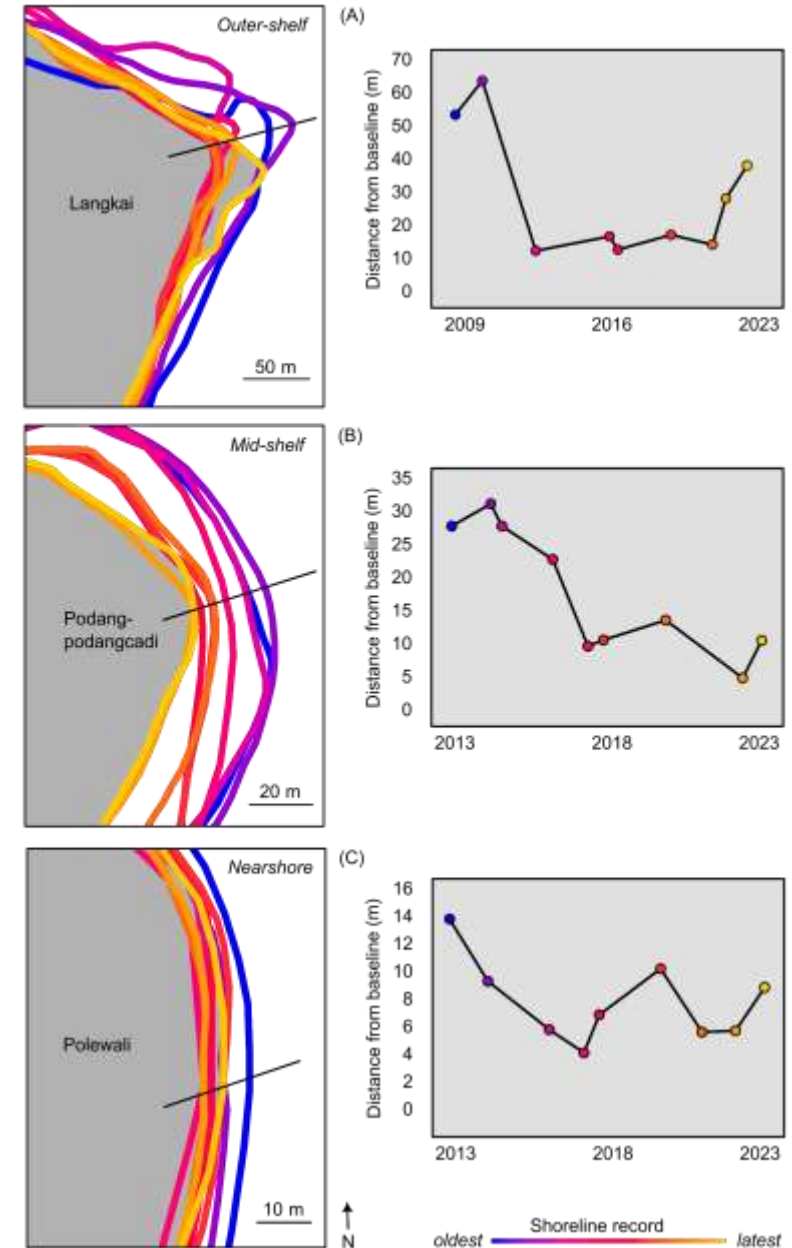 Outer-shelf
(A)
Langkai
50 m
Distance from baseline (m)
70
60
50
40
30
20
10
0
2009
2016
2023
Mid-shelf
(B)
Podang-
podangcadi
20 m
Distance from baseline (m)
35
30
25
20
15
10
5
0
2013
2018
2023
Nearshore
(C)
Polewali
10 m
Distance from baseline (m)
16
14
12
10
8
6
4
2
0
2013
2018
2023
N
Shoreline record
oldest
latest